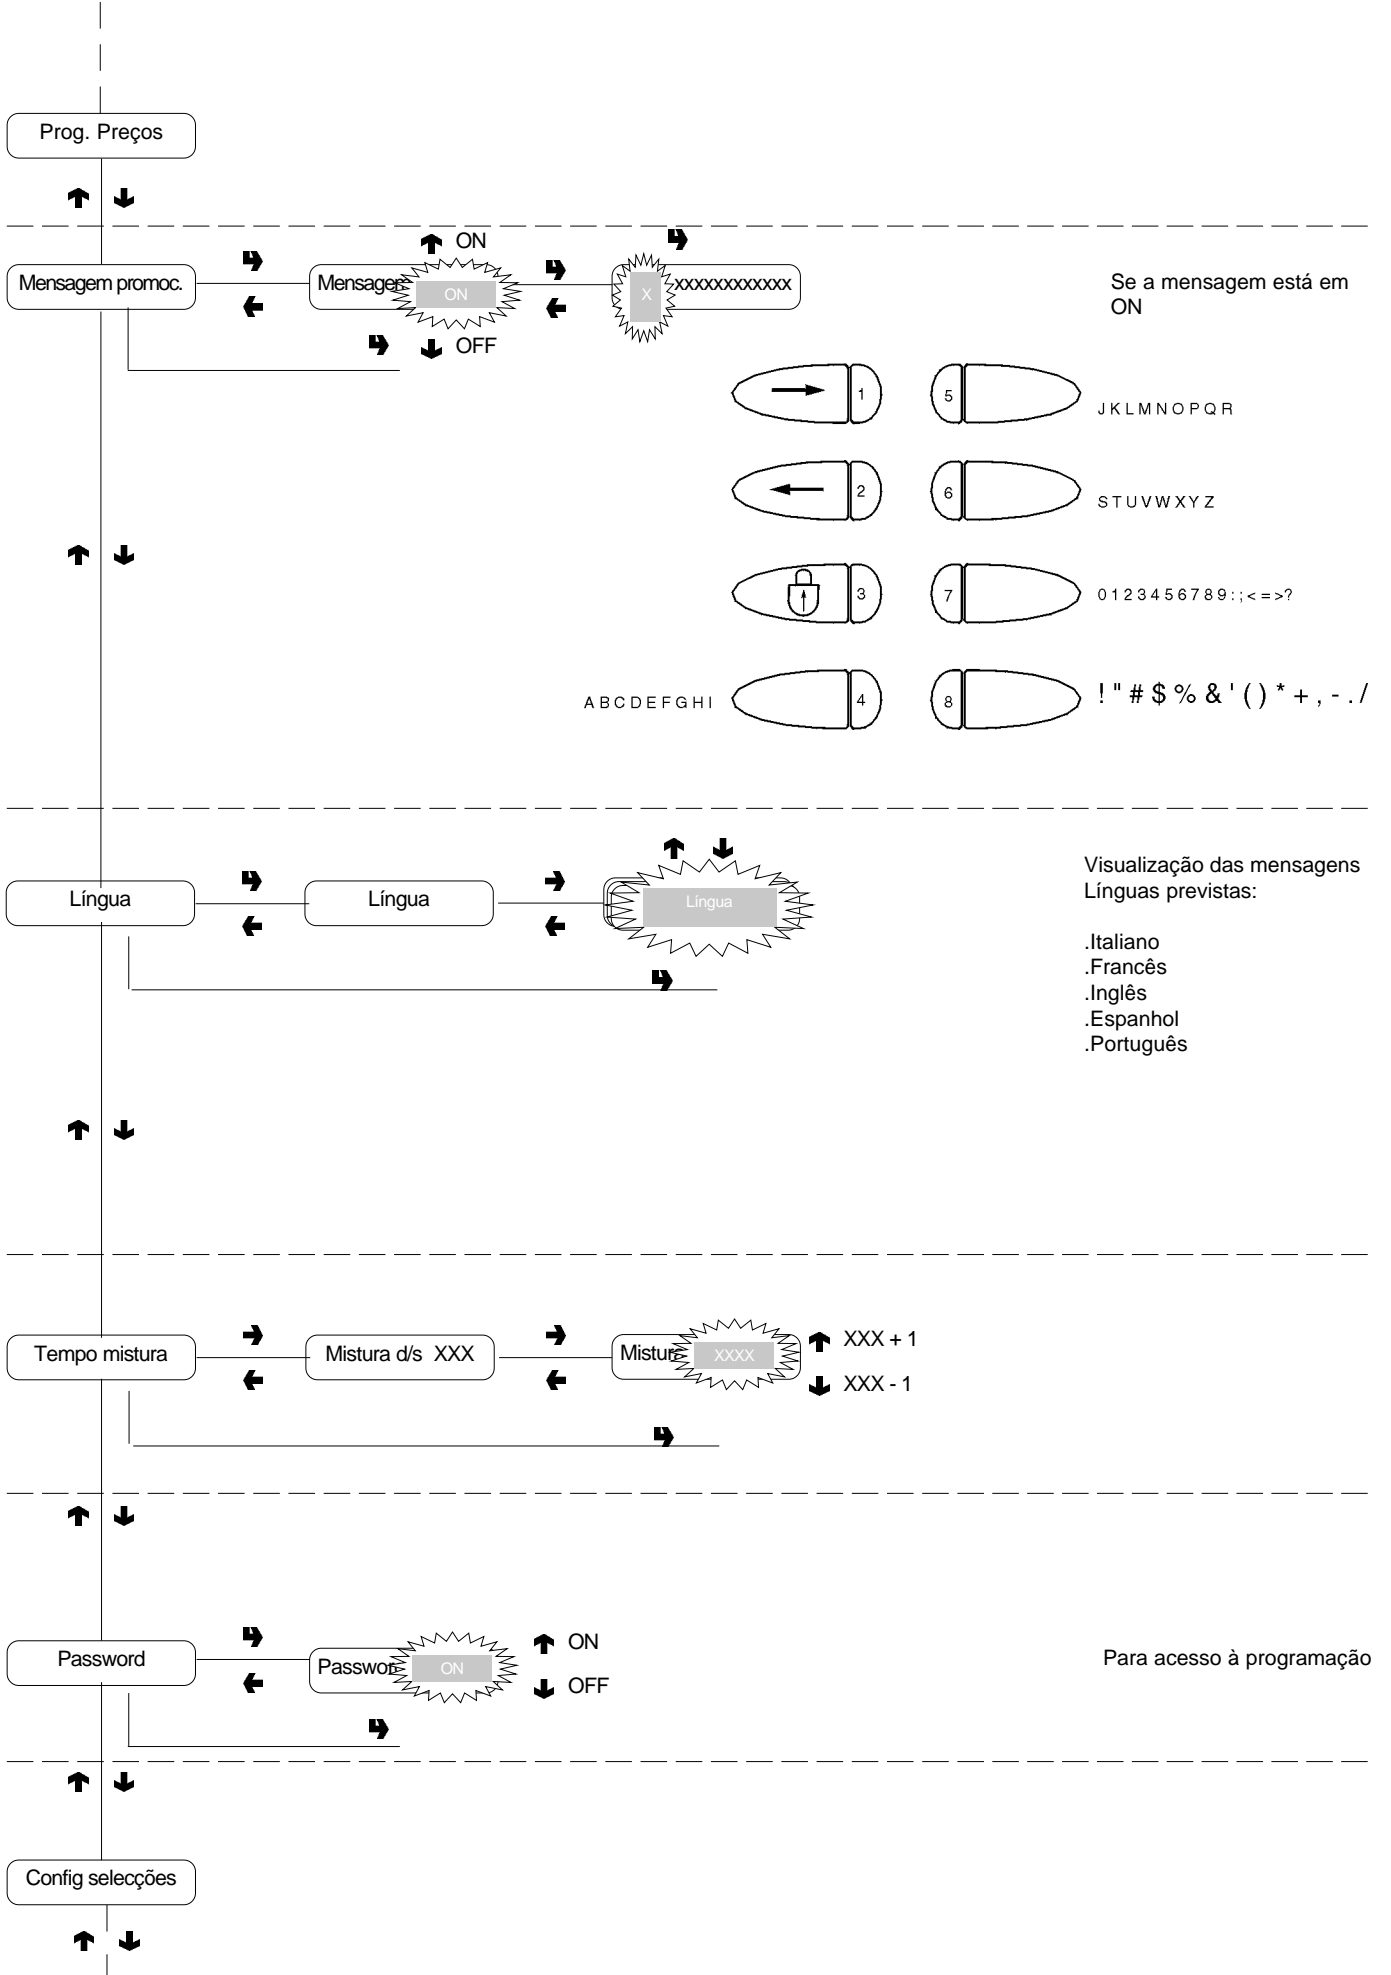 Prog. Preços
ON
Mensagem promoc.
Mensagem
ON
X
xxxxxxxxxxxx
Se a mensagem está em
ON
OFF
1
5
JKLMNOPQR
2
6
STUVWXYZ
3
7
0123456789:;<=>?
ABCDEFGHI
4
8
! " # $ % & ' ( ) * + , - . /
Língua
Língua
Língua
Visualização das mensagens
Línguas previstas:
.Italiano
.Francês
.Inglês
.Espanhol
.Português
Tempo mistura
Mistura d/s XXX
Mistura
XXXX
XXX + 1
XXX - 1
Password
Passwor
ON
ON
OFF
Para acesso à programação
Config selecções